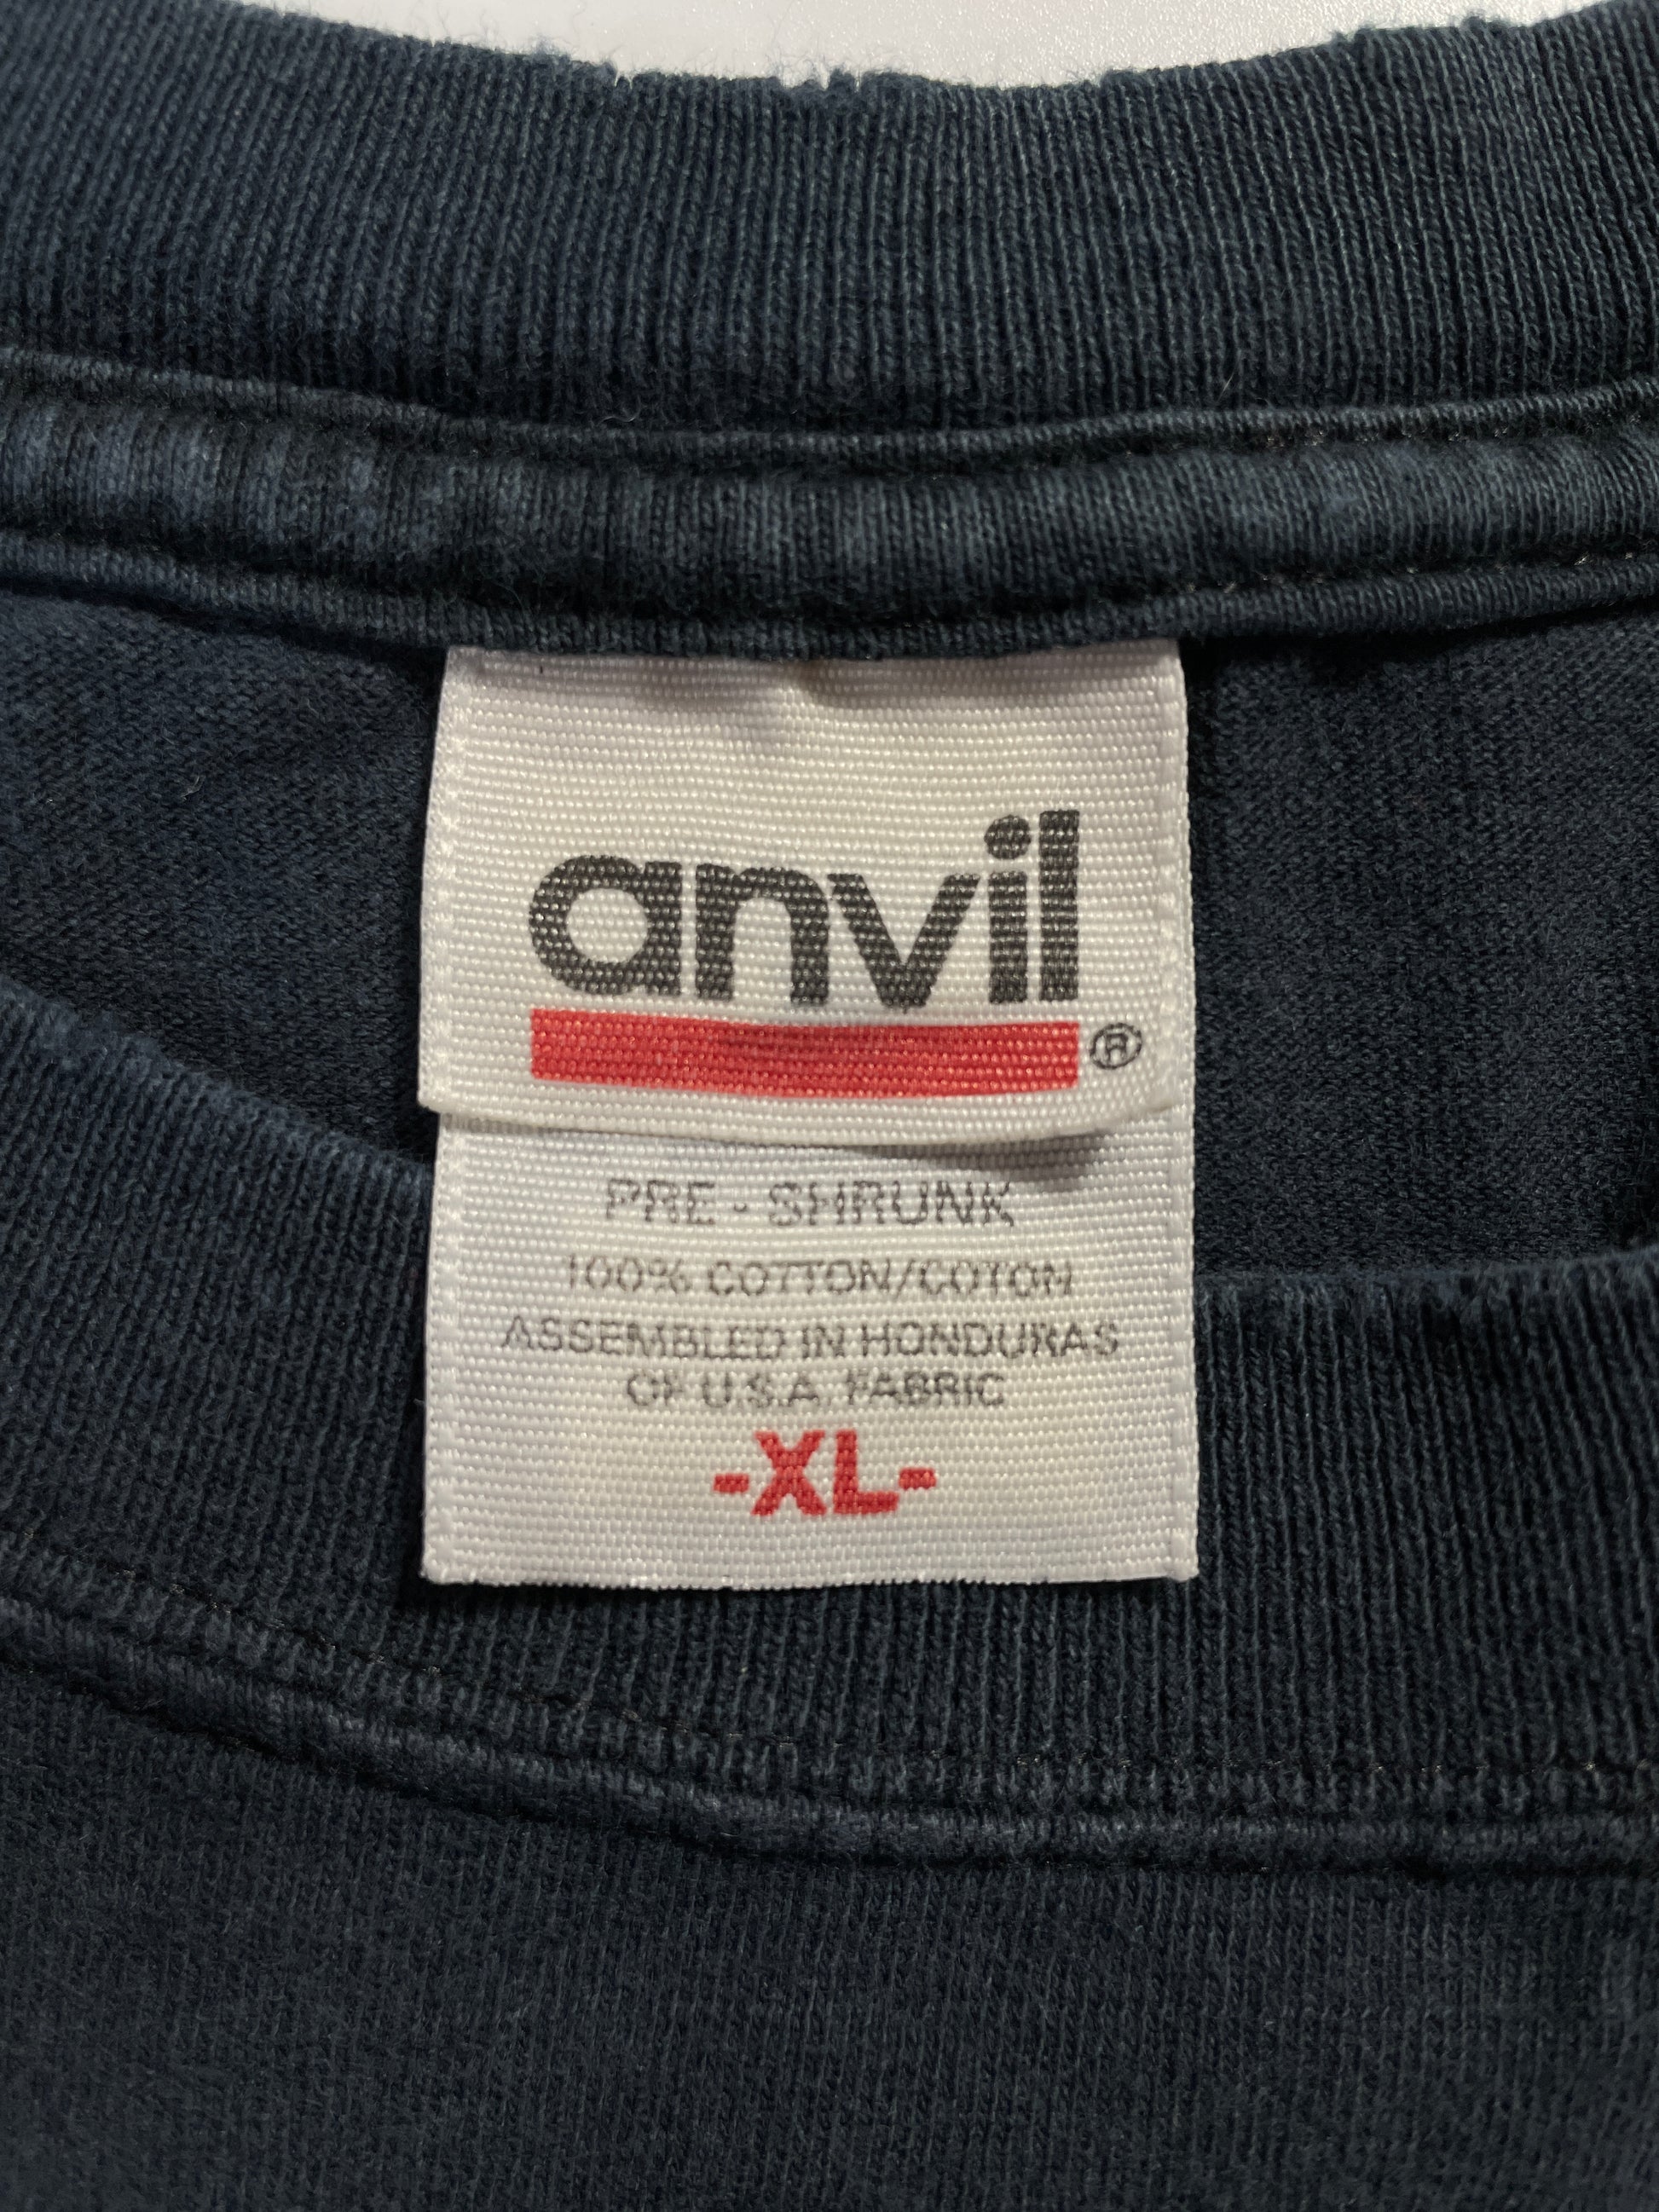 anvil
®
PRE - SHRUNK
100% COTTON/COTON
ASSEMBLED IN HONDURAS
OF U.S.A. FABRIC
-XL-